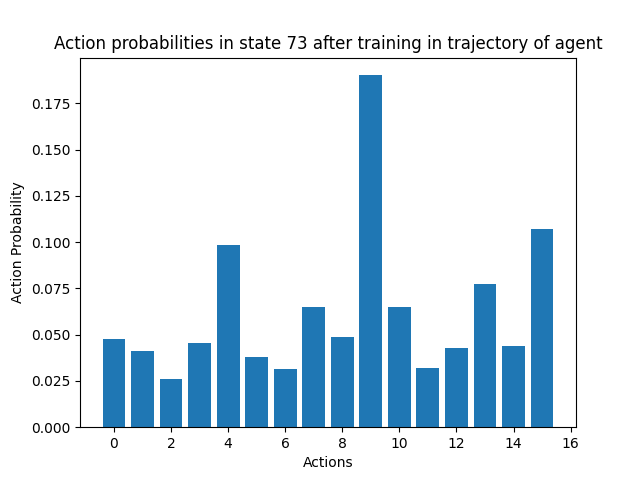 Action probabilities in state 73 after training in trajectory of agent
0.175
0.150
0.125
0.100
0.075
0.050
0.025
0.000
Action Probability
0 2 4 6 8 10 12 14 16
Actions